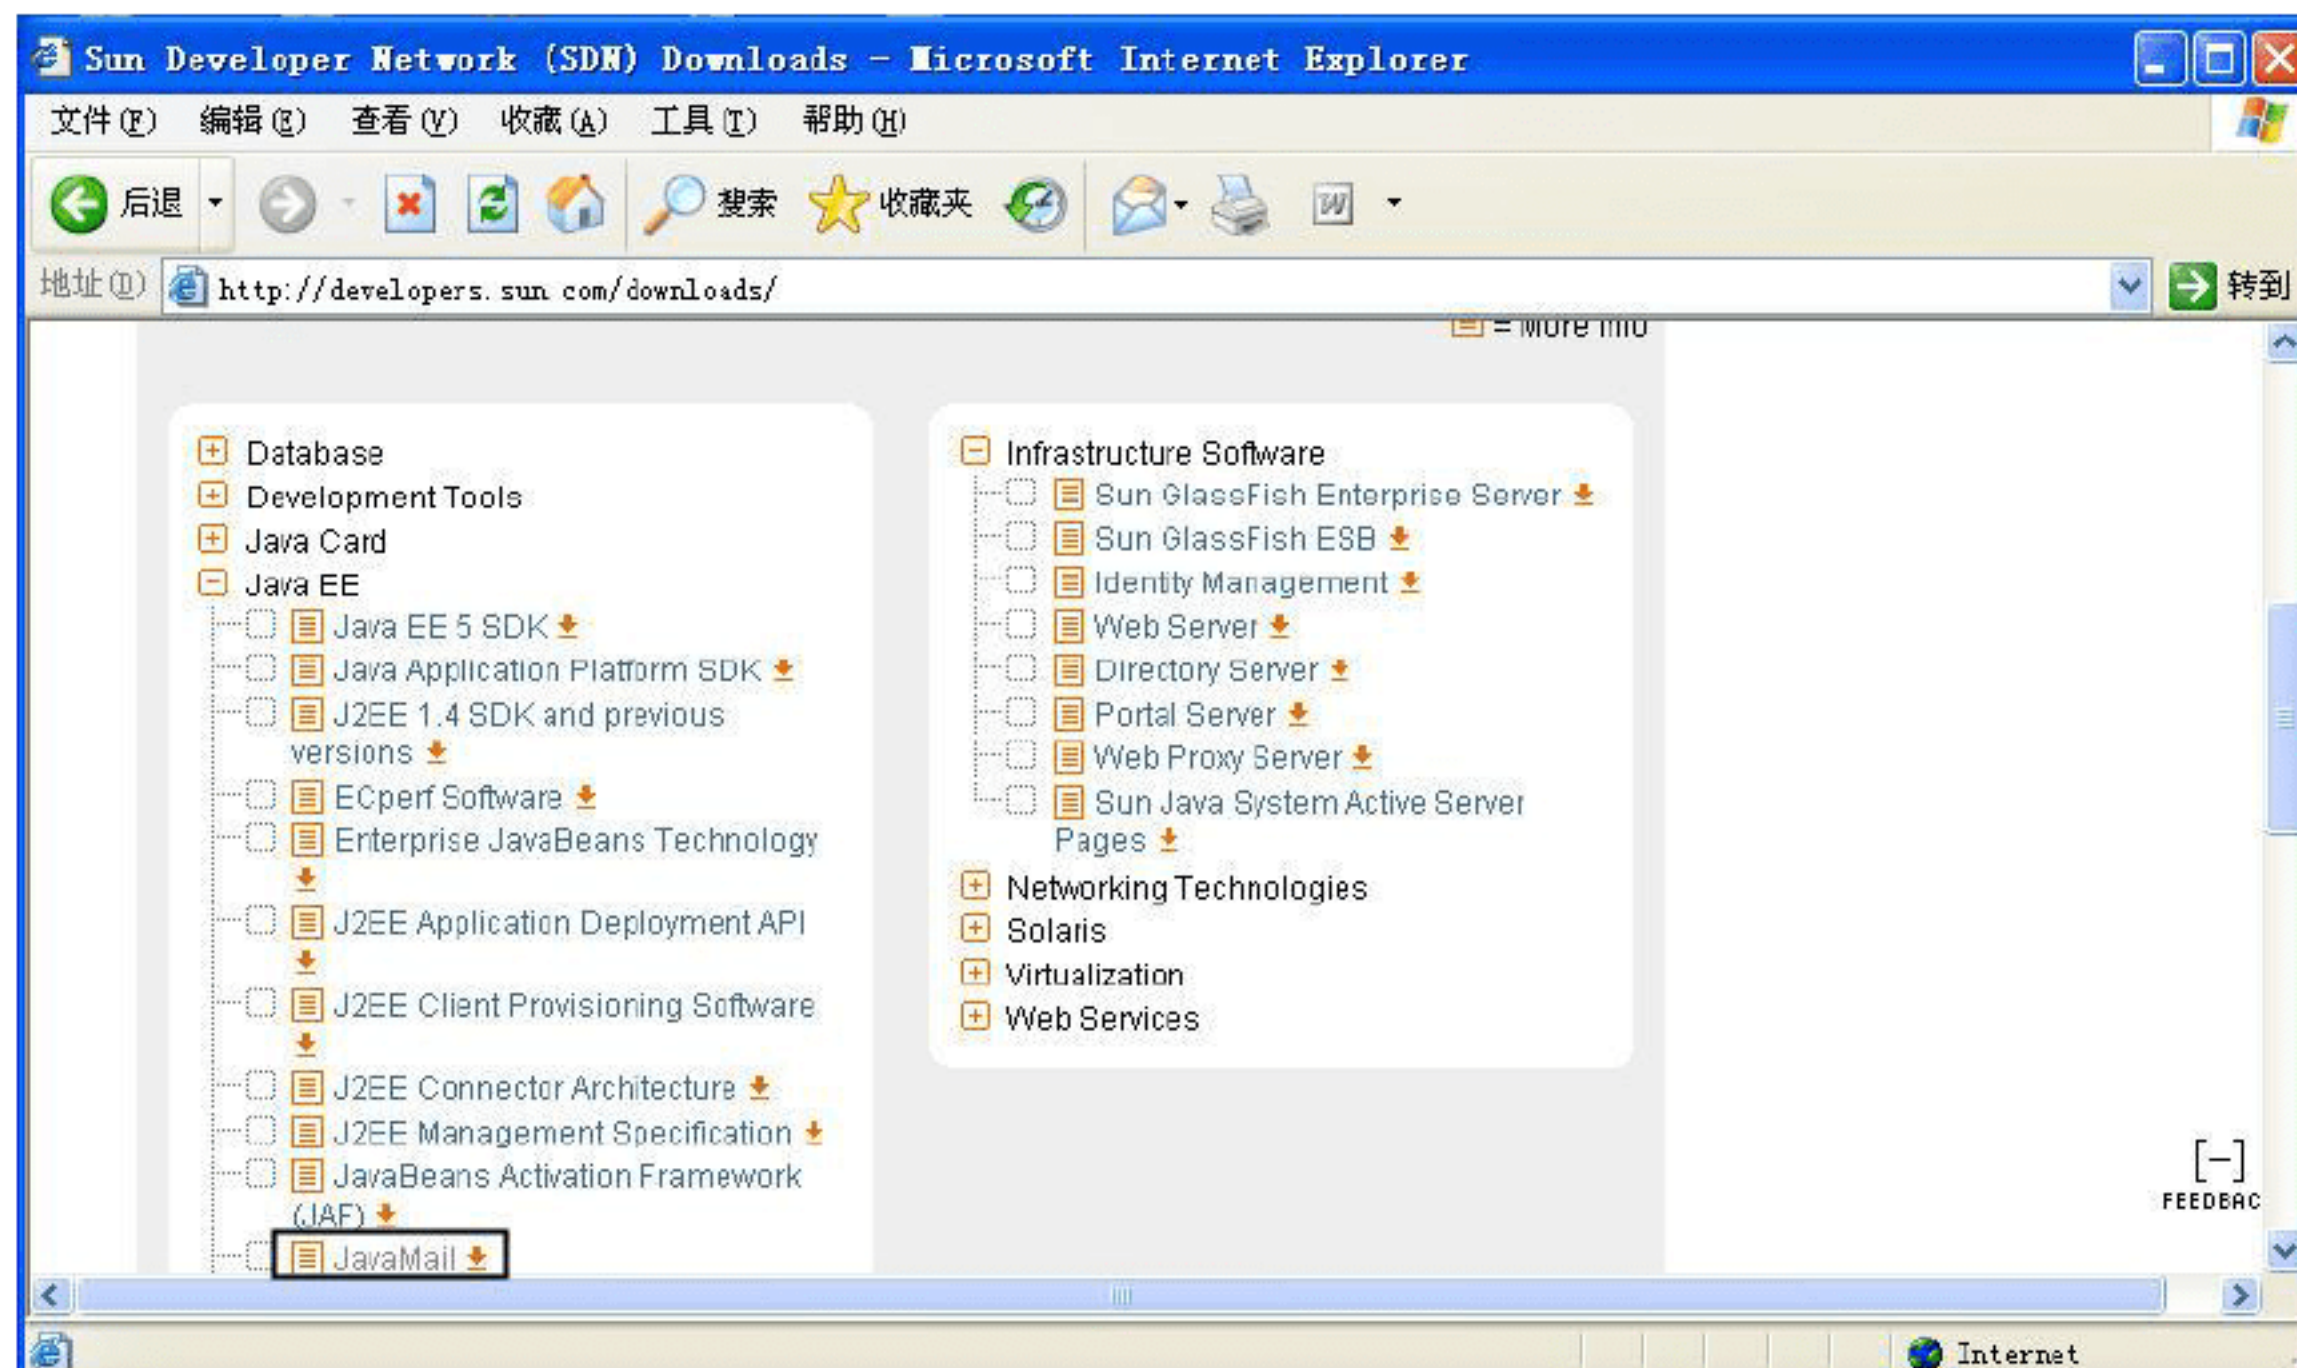 Sun Developer Network (SDN) Downloads - Microsoft Internet Explorer
文件(F) 编辑(E) 查看(V) 收藏(A) 工具(T) 帮助(H)
后退 搜索 收藏夹
地址(D) http://developers.sun.com/downloads/ 转到
= More Info
Database
Development Tools
Java Card
Java EE
Java EE 5 SDK
Java Application Platform SDK
J2EE 1.4 SDK and previous
versions
ECperf Software
Enterprise JavaBeans Technology
J2EE Application Deployment API
J2EE Client Provisioning Software
J2EE Connector Architecture
J2EE Management Specification
JavaBeans Activation Framework
(JAF)
JavaMail
Infrastructure Software
Sun GlassFish Enterprise Server
Sun GlassFish ESB
Identity Management
Web Server
Directory Server
Portal Server
Web Proxy Server
Sun Java System Active Server
Pages
Networking Technologies
Solaris
Virtualization
Web Services
[-]
FEEDBAC
Internet